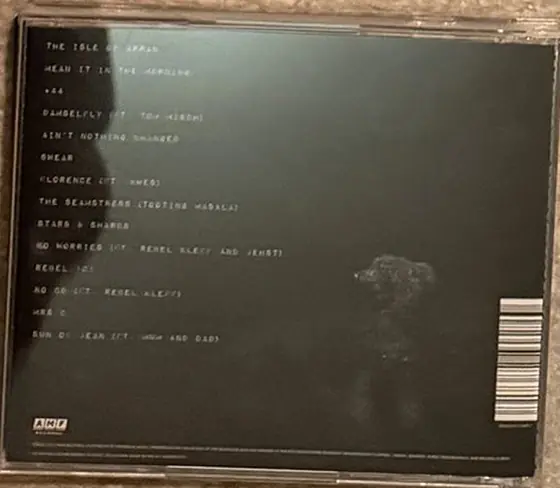 THE ISLE OF ARRAN
MEAN IT IN THE MORNING
+44
DAMSELFLY (FT. TOM MISCH)
AIN'T NOTHING CHANGED
SWEAR
FLORENCE (FT. KWES)
THE SEAMSTRESS (TOOTING MASALA)
STARS & SHARDS
NO WORRIES (FT. REBEL KLEFF AND JEHST)
REBEL 101
NO CD (FT. REBEL KLEFF)
MRS C
SUN OF JEAN (FT. MUM AND DAD)
AMF